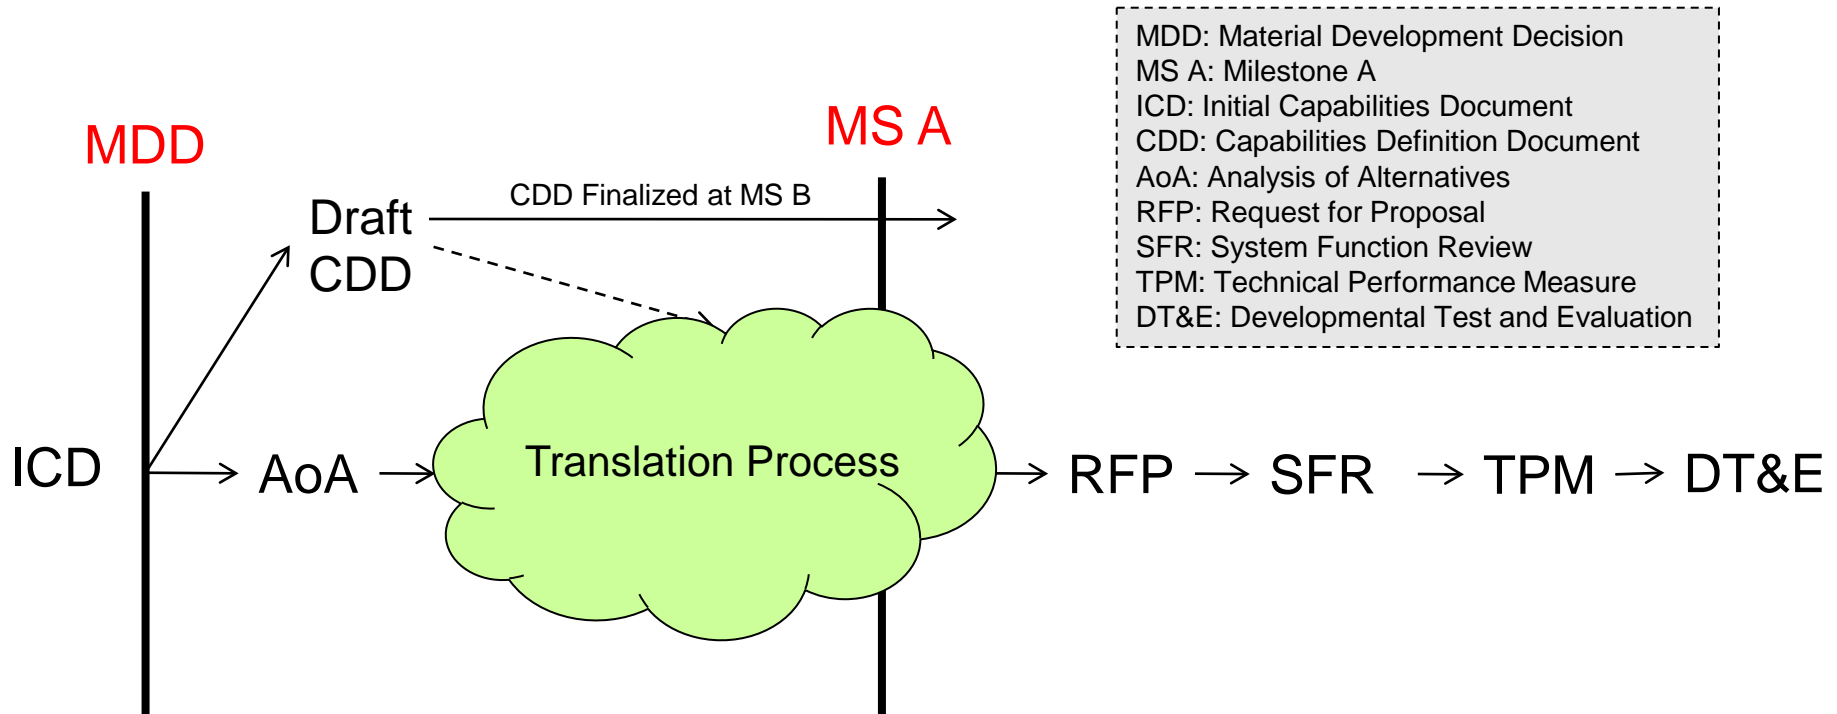 MDD: Material Development Decision
MS A: Milestone A
ICD: Initial Capabilities Document
CDD: Capabilities Definition Document
AoA: Analysis of Alternatives
RFP: Request for Proposal
SFR: System Function Review
TPM: Technical Performance Measure
DT&E: Developmental Test and Evaluation
MDD
MS A
Draft
CDD
CDD Finalized at MS B
ICD
AoA
Translation Process
RFP
SFR
TPM
DT&E